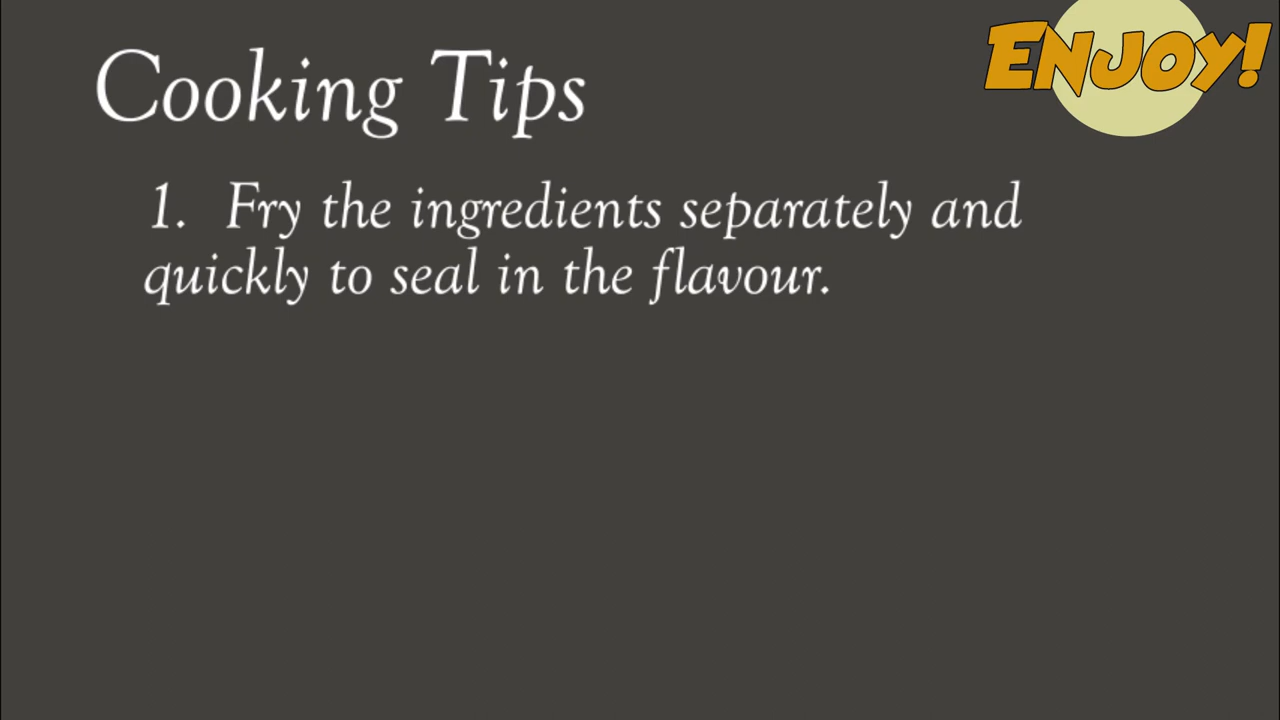 Cooking Tips
ENJOY!
1. Fry the ingredients separately and
quickly to seal in the flavour.